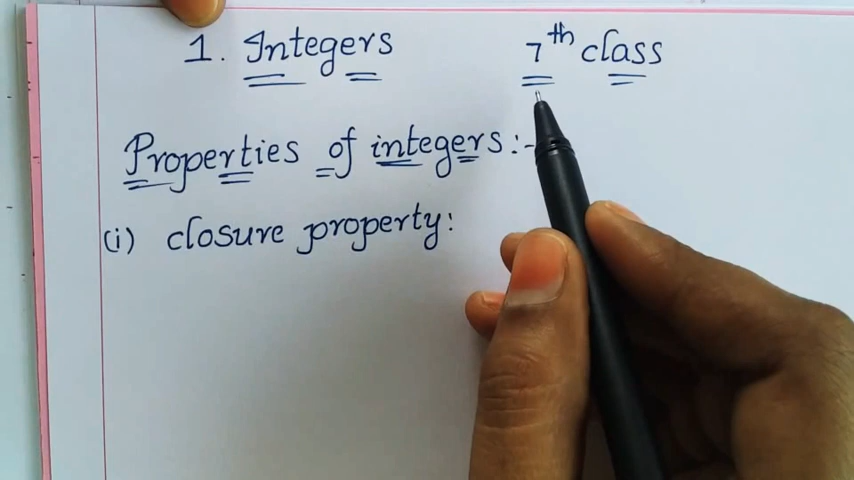 1. Integers 7th class
Properties of integers:-
(i) closure property: